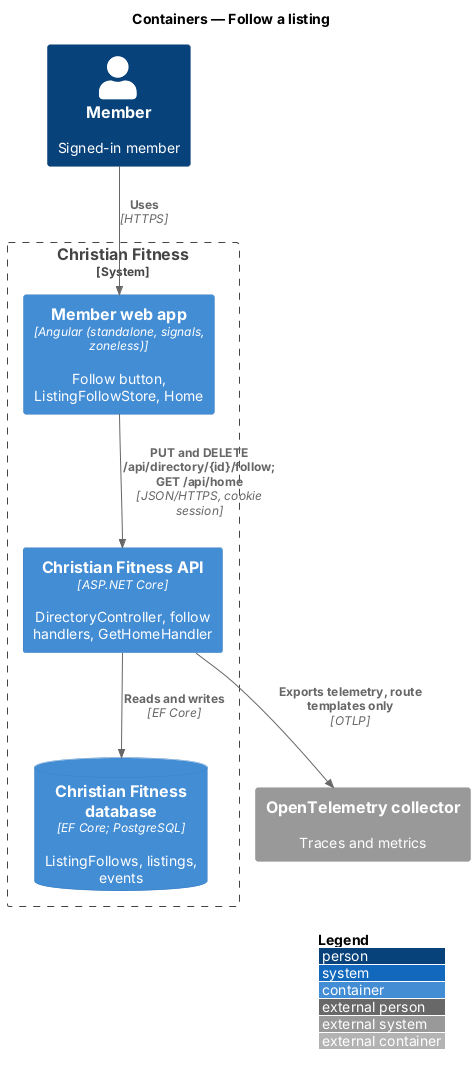 Containers — Follow a listing
Member
Signed-in member
Uses
[HTTPS]
Christian Fitness
[System]
Member web app
[Angular (standalone, signals,
zoneless)]
Follow button,
ListingFollowStore, Home
PUT and DELETE
/api/directory/{id}/follow;
GET /api/home
[JSON/HTTPS, cookie
session]
Christian Fitness API
[ASP.NET Core]
DirectoryController, follow
handlers, GetHomeHandler
Reads and writes
[EF Core]
Exports telemetry, route
templates only
[OTLP]
Christian Fitness
database
[EF Core; PostgreSQL]
ListingFollows, listings,
events
OpenTelemetry collector
Traces and metrics
Legend
person
system
container
external person
external system
external container